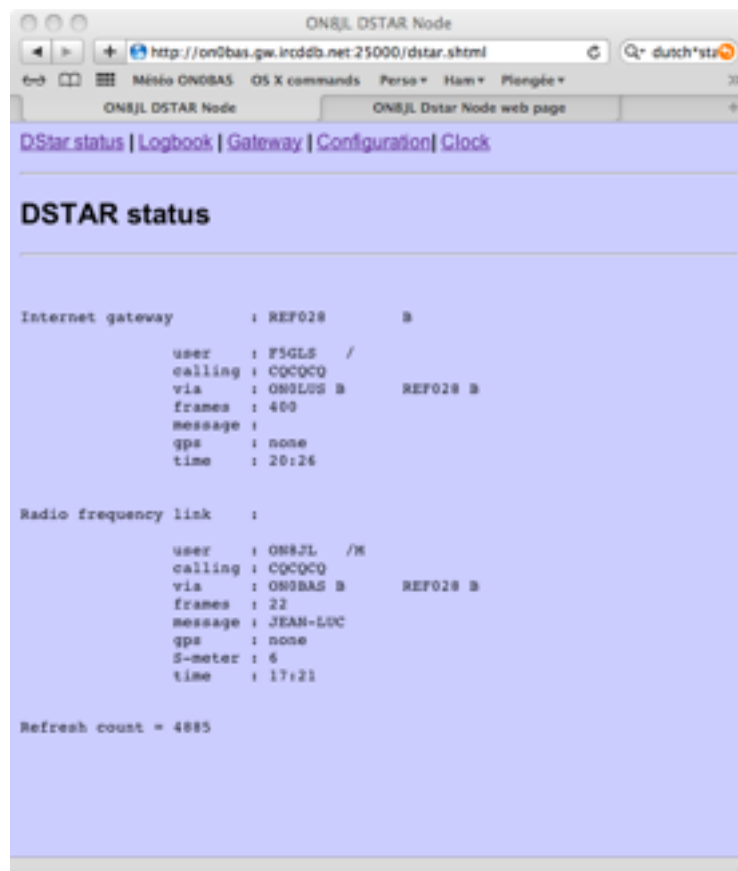 ON8JL DSTAR Node
http://on0bas.gw.ircddb.net:25000/dstar.shtml
dutch*sta
Météo ON0BAS OS X commands Perso Ham Plongée
ON8JL DSTAR Node ON8JL Dstar Node web page
DStar status | Logbook | Gateway | Configuration| Clock
DSTAR status
Internet gateway : REF028 B
user : F5GLS /
calling : CQCQCQ
via : ON0LUS B REF028 B
frames : 400
message :
gps : none
time : 20:26
Radio frequency link :
user : ON8JL /M
calling : CQCQCQ
via : ON0BAS B REF028 B
frames : 22
message : JEAN-LUC
gps : none
S-meter : 6
time : 17:21
Refresh count = 4885